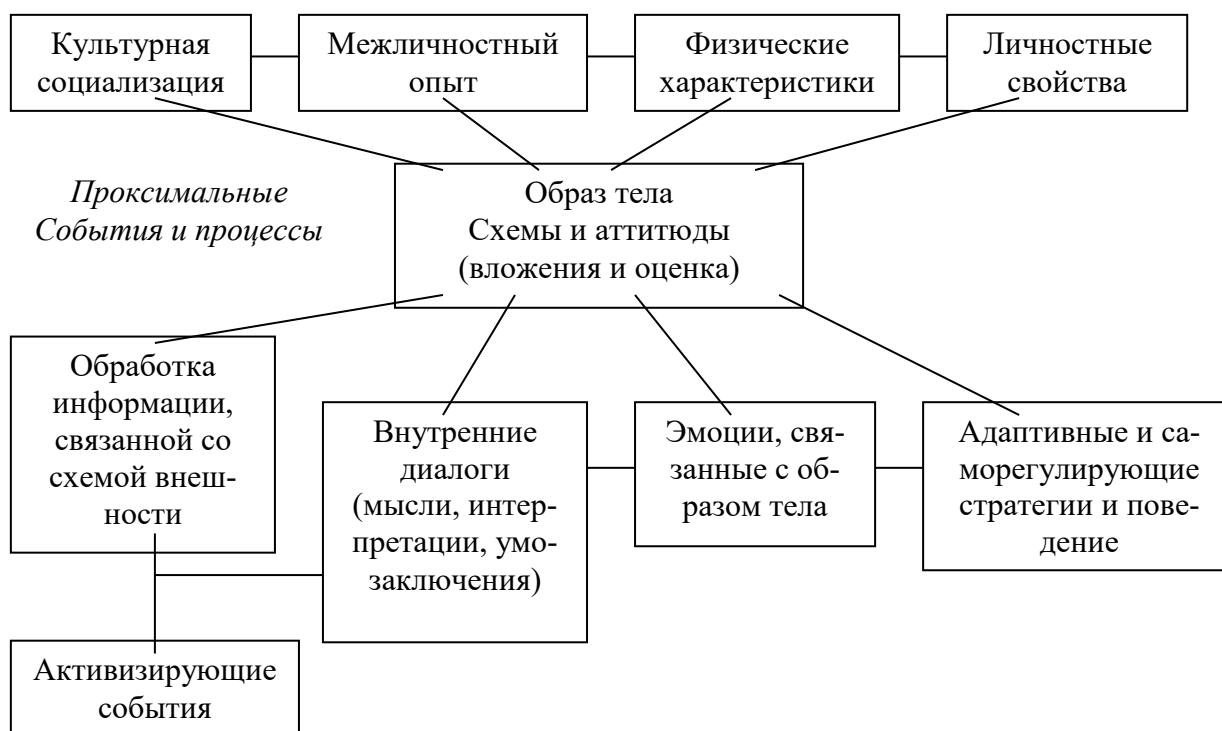 Культурная
социализация
Межличностный
опыт
Физические
характеристики
Личностные
свойства
Проксимальные
События и процессы
Образ тела
Схемы и аттитюды
(вложения и оценка)
Обработка
информации,
связанной со
схемой внеш-
ности
Внутренние
диалоги
(мысли, интер-
претации, умо-
заключения)
Эмоции, свя-
занные с об-
разом тела
Адаптивные и са-
морегулирующие
стратегии и пове-
дение
Активизирующие
события